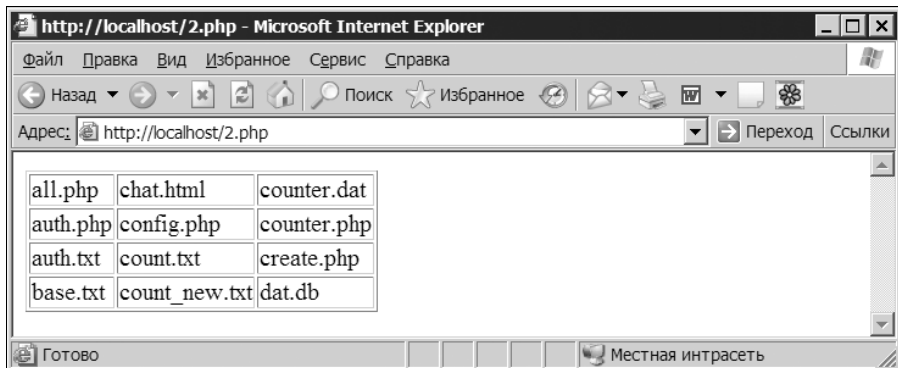 http://localhost/2.php - Microsoft Internet Explorer
Файл Правка Вид Избранное Сервис Справка
Назад Поиск Избранное
Адрес: http://localhost/2.php Переход Ссылки
all.php chat.html counter.dat
auth.php config.php counter.php
auth.txt count.txt create.php
base.txt count_new.txt dat.db
Готово Местная интрасеть